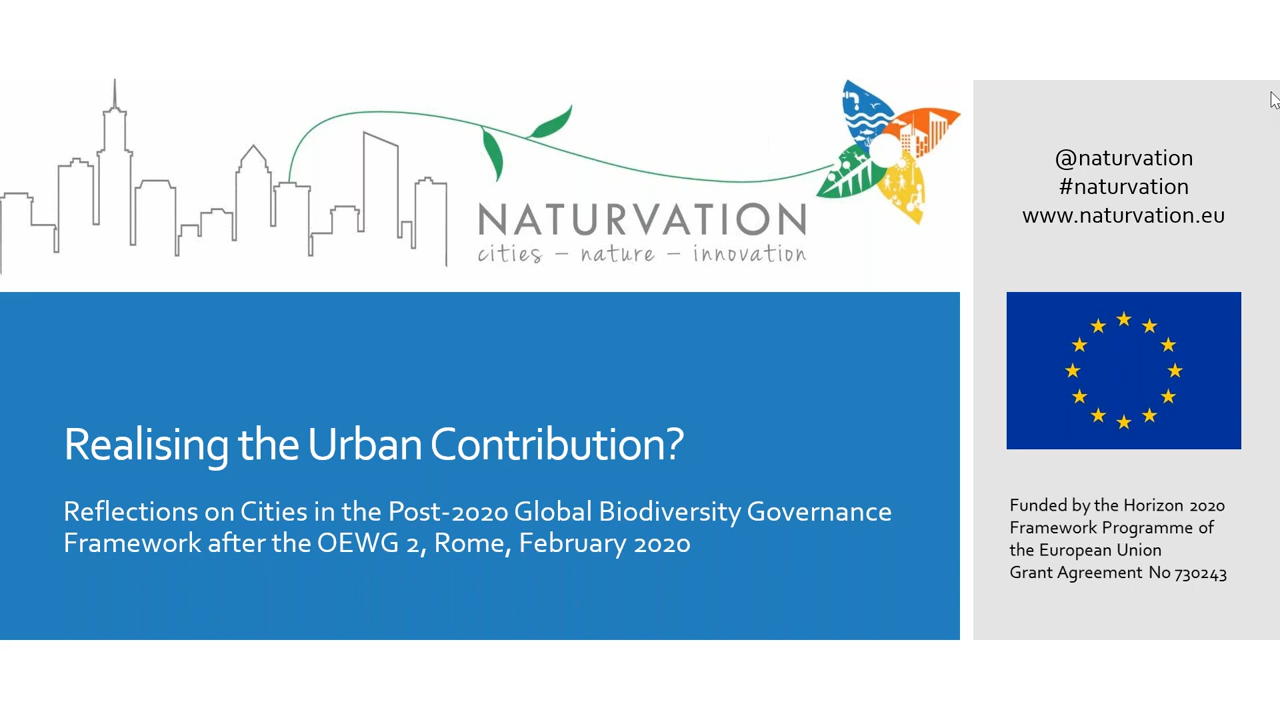 NATURVATION
cities – nature – innovation
@naturvation
#naturvation
www.naturvation.eu
Realising the Urban Contribution?
Reflections on Cities in the Post-2020 Global Biodiversity Governance
Framework after the OEWG 2, Rome, February 2020
Funded by the Horizon 2020
Framework Programme of
the European Union
Grant Agreement No 730243